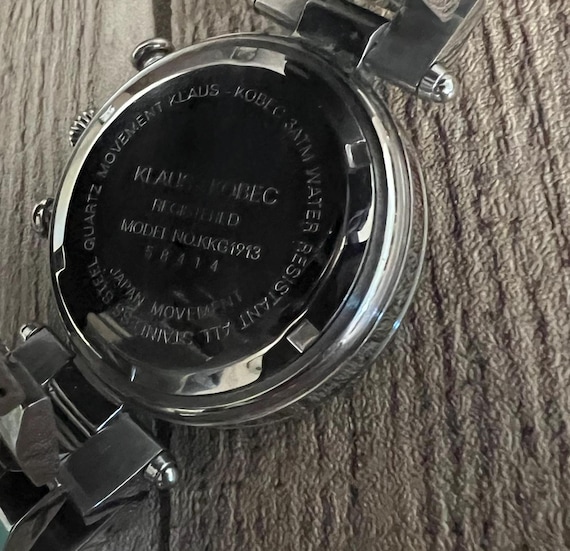 KLAUS - KOBEC 3ATM WATER RESISTANT ALL STAINLESS STEEL QUARTZ MOVEMENT
KLAUS - KOBEC
REGISTERED
MODEL NO.KKG1913
58414
JAPAN MOVEMENT